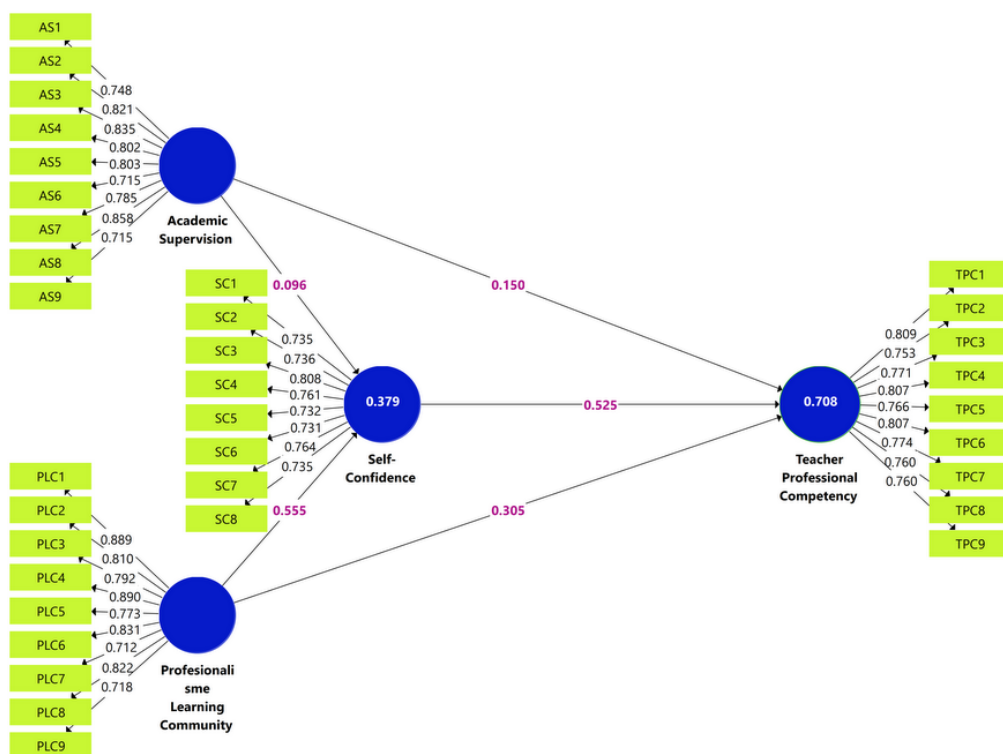 AS1
AS2
AS3
AS4
AS5
AS6
AS7
AS8
AS9
0.748
0.821
0.835
0.802
0.803
0.715
0.785
0.858
0.715
Academic
Supervision
0.096
0.150
SC1
SC2
SC3
SC4
SC5
SC6
SC7
SC8
0.735
0.736
0.808
0.761
0.732
0.731
0.764
0.735
0.379
Self-
Confidence
0.525
0.555
0.305
PLC1
PLC2
PLC3
PLC4
PLC5
PLC6
PLC7
PLC8
PLC9
0.889
0.810
0.792
0.890
0.773
0.831
0.712
0.822
0.718
Profesionali
sme
Learning
Community
0.708
Teacher
Professional
Competency
0.809
0.753
0.771
0.807
0.766
0.807
0.774
0.760
0.760
TPC1
TPC2
TPC3
TPC4
TPC5
TPC6
TPC7
TPC8
TPC9